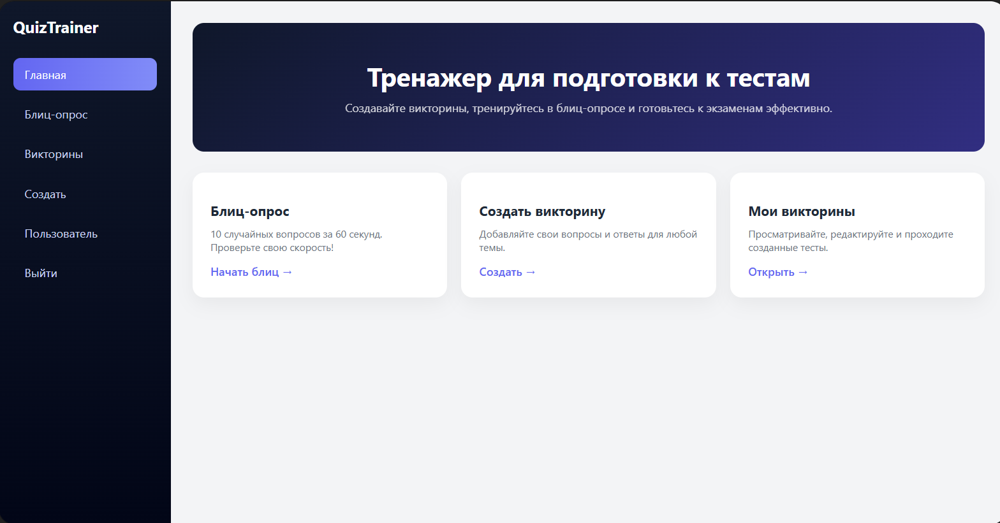 QuizTrainer
Главная
Блиц-опрос
Викторины
Создать
Пользователь
Выйти
Тренажер для подготовки к тестам
Создавайте викторины, тренируйтесь в блиц-опросе и готовьтесь к экзаменам эффективно.
Блиц-опрос
10 случайных вопросов за 60 секунд.
Проверьте свою скорость!
Начать блиц →
Создать викторину
Добавляйте свои вопросы и ответы для любой
темы.
Создать →
Мои викторины
Просматривайте, редактируйте и проходите
созданные тесты.
Открыть →